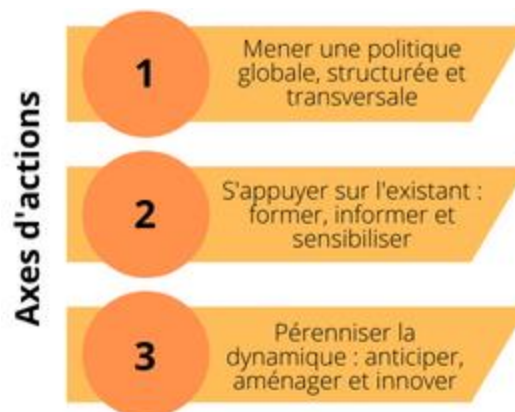 Axes d'actions
1
Mener une politique
globale, structurée et
transversale
2
S'appuyer sur l'existant :
former, informer et
sensibiliser
3
Pérenniser la
dynamique : anticiper,
aménager et innover